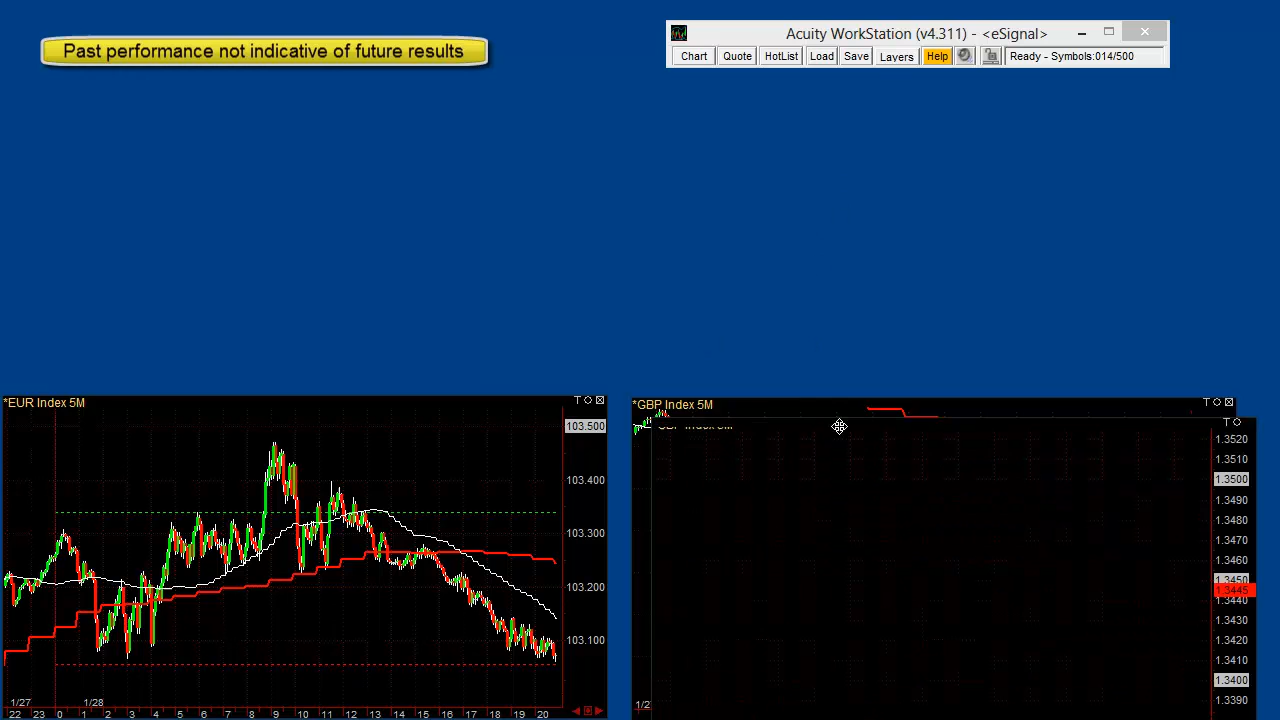 Past performance not indicative of future results
Acuity WorkStation (v4.311) - <eSignal>
Chart Quote HotList Load Save Layers Help Ready - Symbols:014/500
*EUR Index 5M
T
103.500
103.400
103.300
103.200
103.100
1/27 1/28
22 23 0 1 2 3 4 5 6 7 8 9 10 11 12 13 14 15 16 17 18 19 20
*GBP Index 5M
T
T
1.3520
1.3510
1.3500
1.3490
1.3480
1.3470
1.3460
1.3450
1.3445
1.3440
1.3430
1.3420
1.3410
1.3400
1.3390
1/2